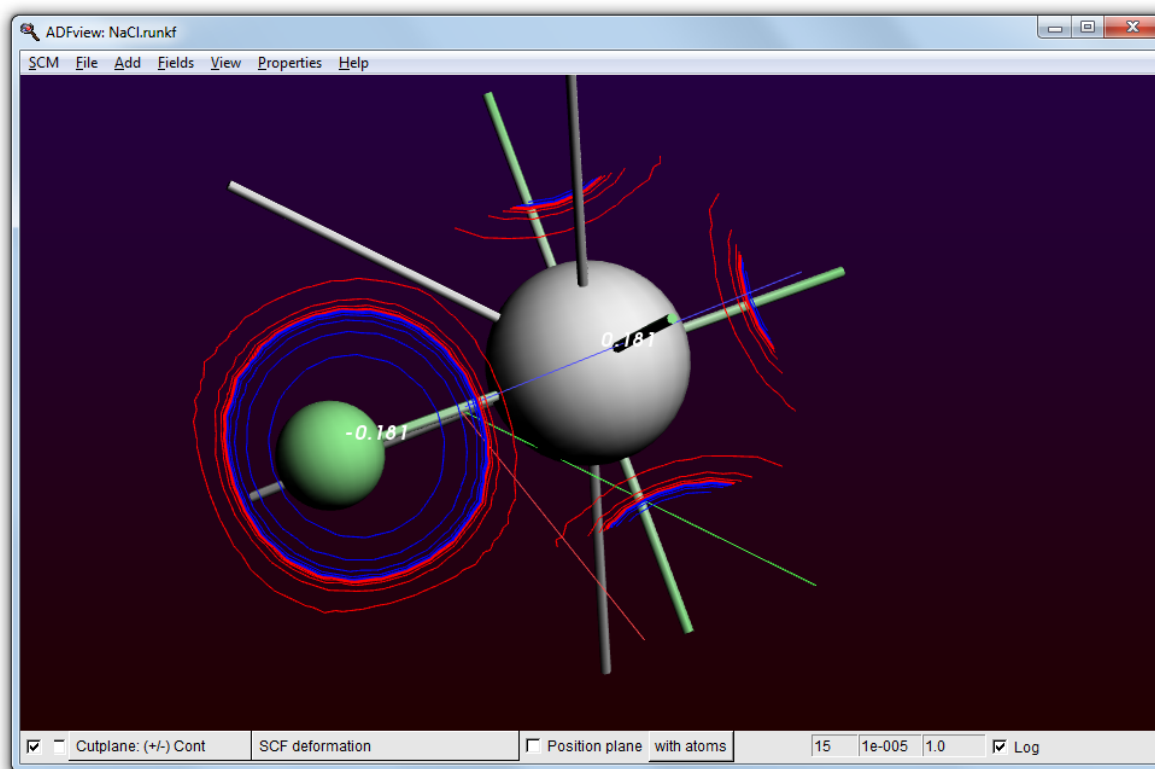 ADFview: NaCl.runkf
SCM File Add Fields View Properties Help
0.181
-0.181
Cutplane: (+/-) Cont SCF deformation Position plane with atoms 15 1e-005 1.0 Log